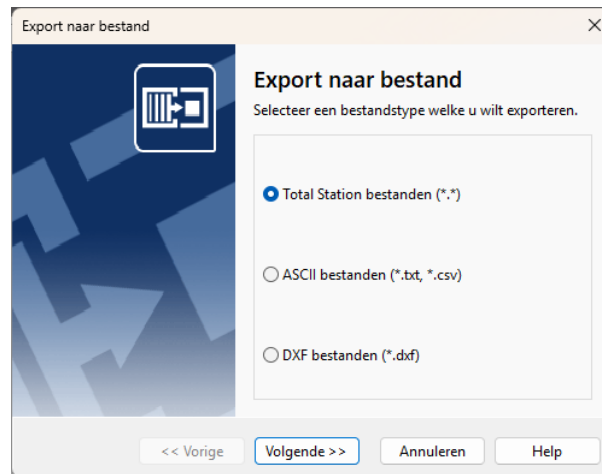 Export naar bestand
Export naar bestand
Selecteer een bestandstype welke u wilt exporteren.
Total Station bestanden (*.*)
ASCII bestanden (*.txt, *.csv)
DXF bestanden (*.dxf)
<< Vorige
Volgende >>
Annuleren
Help